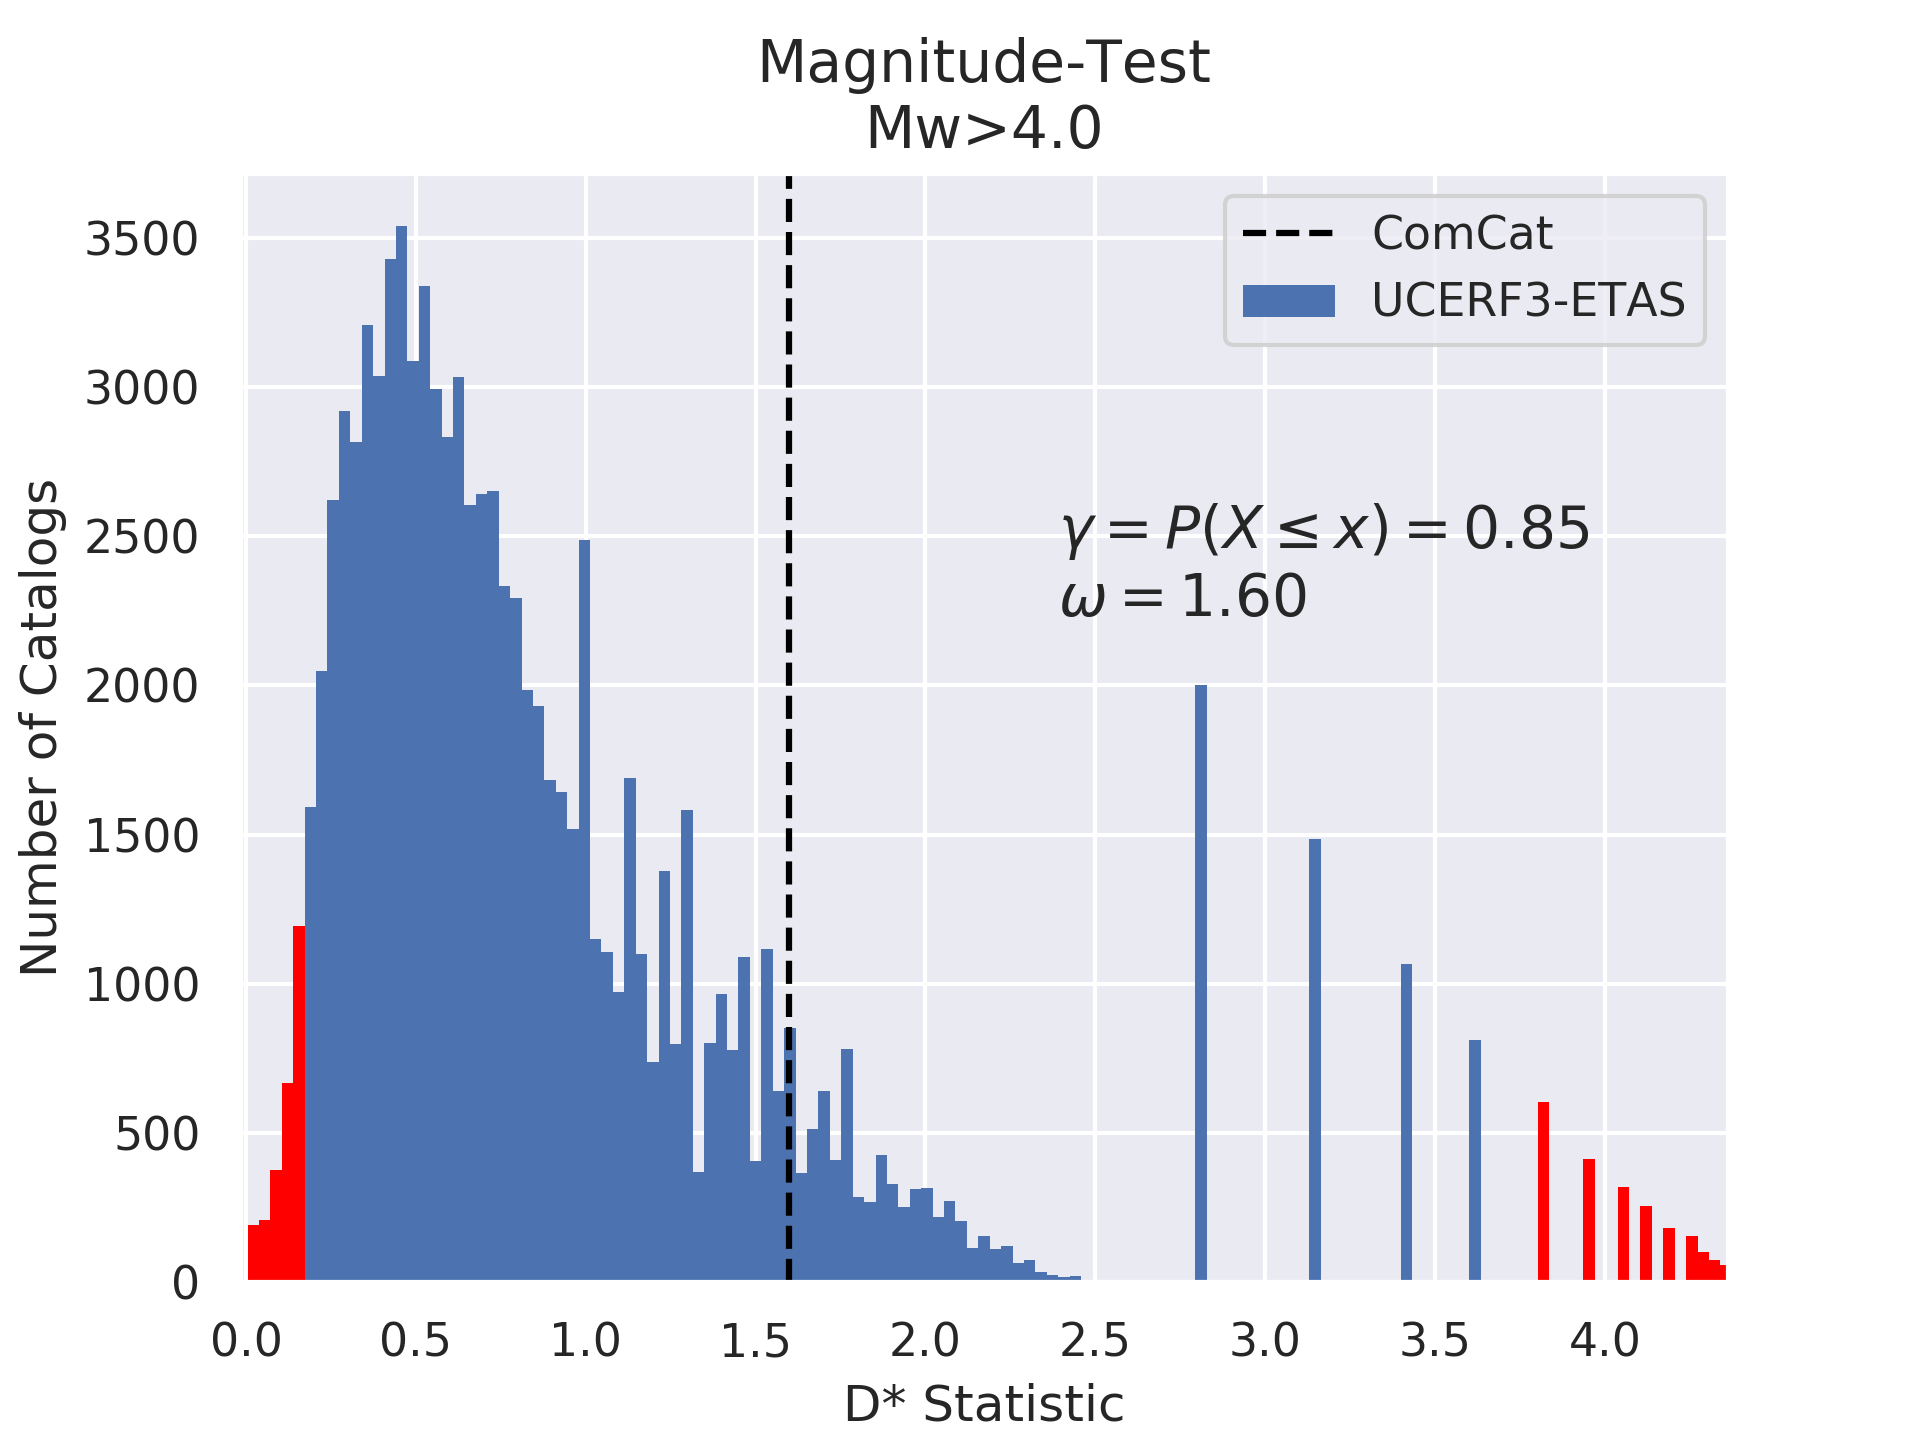 Magnitude-Test
Mw>4.0
ComCat
UCERF3-ETAS
γ = P(X ≤ x) = 0.85
ω = 1.60
Number of Catalogs
3500
3000
2500
2000
1500
1000
500
0
0.0 0.5 1.0 1.5 2.0 2.5 3.0 3.5 4.0
D* Statistic